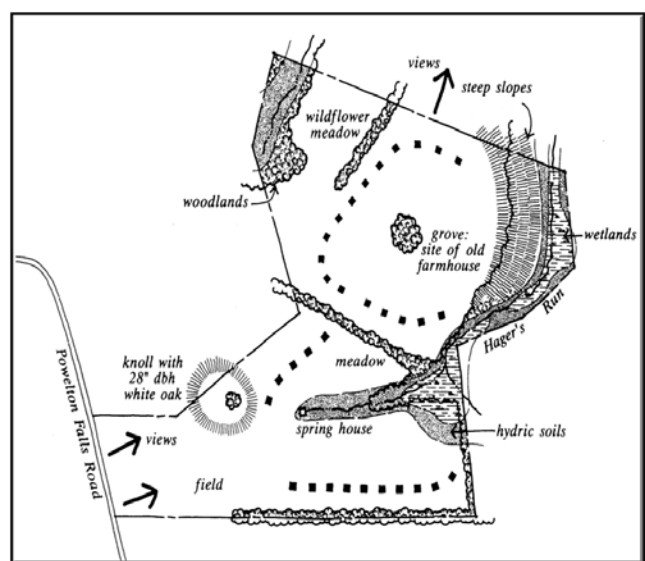 views
steep slopes
wildflower
meadow
woodlands
grove:
site of old
farmhouse
wetlands
Hager's Run
knoll with
28" dbh
white oak
meadow
Powelton Falls Road
views
spring house
hydric soils
field